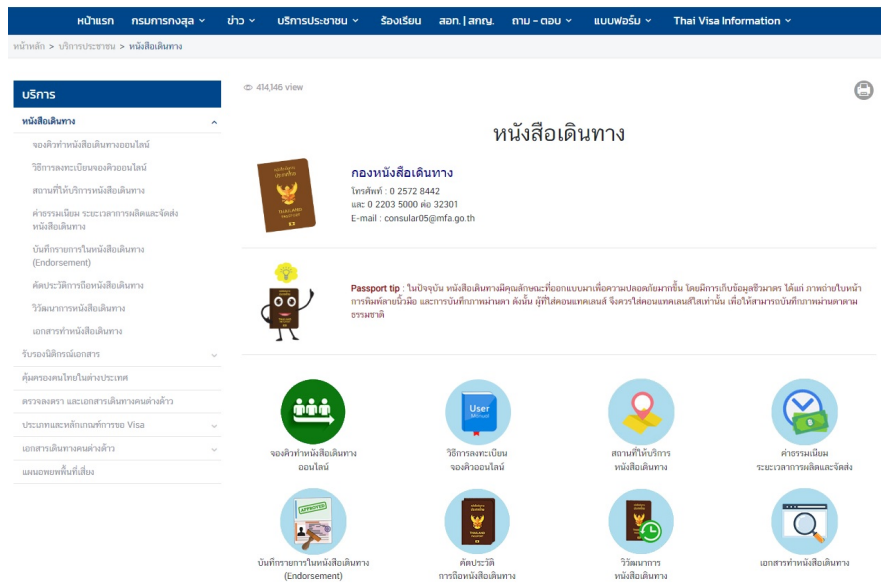 หน้าแรก กรมการกงสุล ข่าว บริการประชาชน ร้องเรียน สอท. | สกญ. ถาม - ตอบ แบบฟอร์ม Thai Visa Information
หน้าหลัก > บริการประชาชน > หนังสือเดินทาง
บริการ
หนังสือเดินทาง
จองคิวทำหนังสือเดินทางออนไลน์
วิธีการลงทะเบียนจองคิวออนไลน์
สถานที่ให้บริการหนังสือเดินทาง
ค่าธรรมเนียม ระยะเวลาการผลิตและจัดส่ง
หนังสือเดินทาง
บันทึกรายการในหนังสือเดินทาง
(Endorsement)
คัดประวัติการถือหนังสือเดินทาง
วิวัฒนาการหนังสือเดินทาง
เอกสารทำหนังสือเดินทาง
รับรองนิติกรณ์เอกสาร
คุ้มครองคนไทยในต่างประเทศ
ตรวจลงตรา และเอกสารเดินทางคนต่างด้าว
ประเภทและหลักเกณฑ์การขอ Visa
เอกสารเดินทางคนต่างด้าว
แผนอพยพพื้นที่เสี่ยง
414,146 view
หนังสือเดินทาง
กองหนังสือเดินทาง
โทรศัพท์ : 0 2572 8442
และ 0 2203 5000 ต่อ 32301
E-mail : consular05@mfa.go.th
THAILAND
PASSPORT
Passport tip : ในปัจจุบัน หนังสือเดินทางมีคุณลักษณะที่ออกแบบมาเพื่อความปลอดภัยมากขึ้น โดยมีการเก็บข้อมูลชีวมาตร ได้แก่ ภาพถ่ายใบหน้า
การพิมพ์ลายนิ้วมือ และการบันทึกภาพม่านตา ดังนั้น ผู้ที่ใส่คอนแทคเลนส์ จึงควรใส่คอนแทคเลนส์ใสเท่านั้น เพื่อให้สามารถบันทึกภาพม่านตาตาม
ธรรมชาติ
User
Manual
จองคิวทำหนังสือเดินทาง
ออนไลน์
วิธีการลงทะเบียน
จองคิวออนไลน์
สถานที่ให้บริการ
หนังสือเดินทาง
ค่าธรรมเนียม
ระยะเวลาการผลิตและจัดส่ง
APPROVED
บันทึกรายการในหนังสือเดินทาง
(Endorsement)
คัดประวัติ
การถือหนังสือเดินทาง
วิวัฒนาการ
หนังสือเดินทาง
เอกสารทำหนังสือเดินทาง